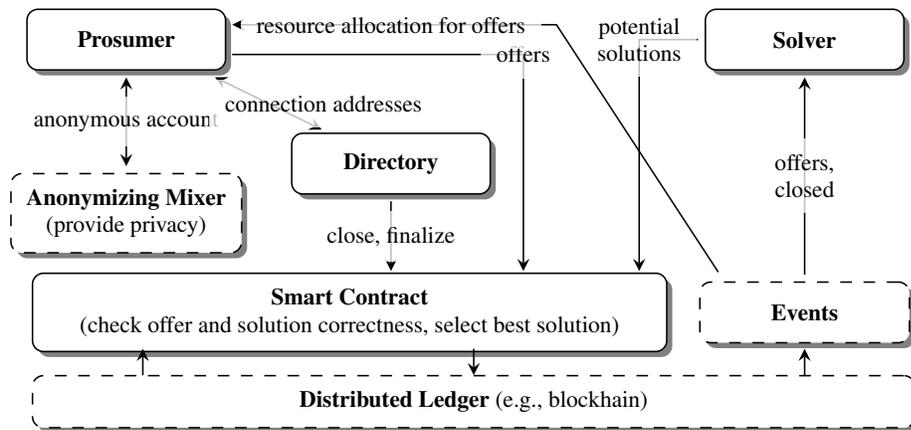 resource allocation for offers
Prosumer
offers
potential
solutions
Solver
connection addresses
anonymous account
Directory
offers,
closed
Anonymizing Mixer
(provide privacy)
close, finalize
Smart Contract
(check offer and solution correctness, select best solution)
Events
Distributed Ledger (e.g., blockhain)